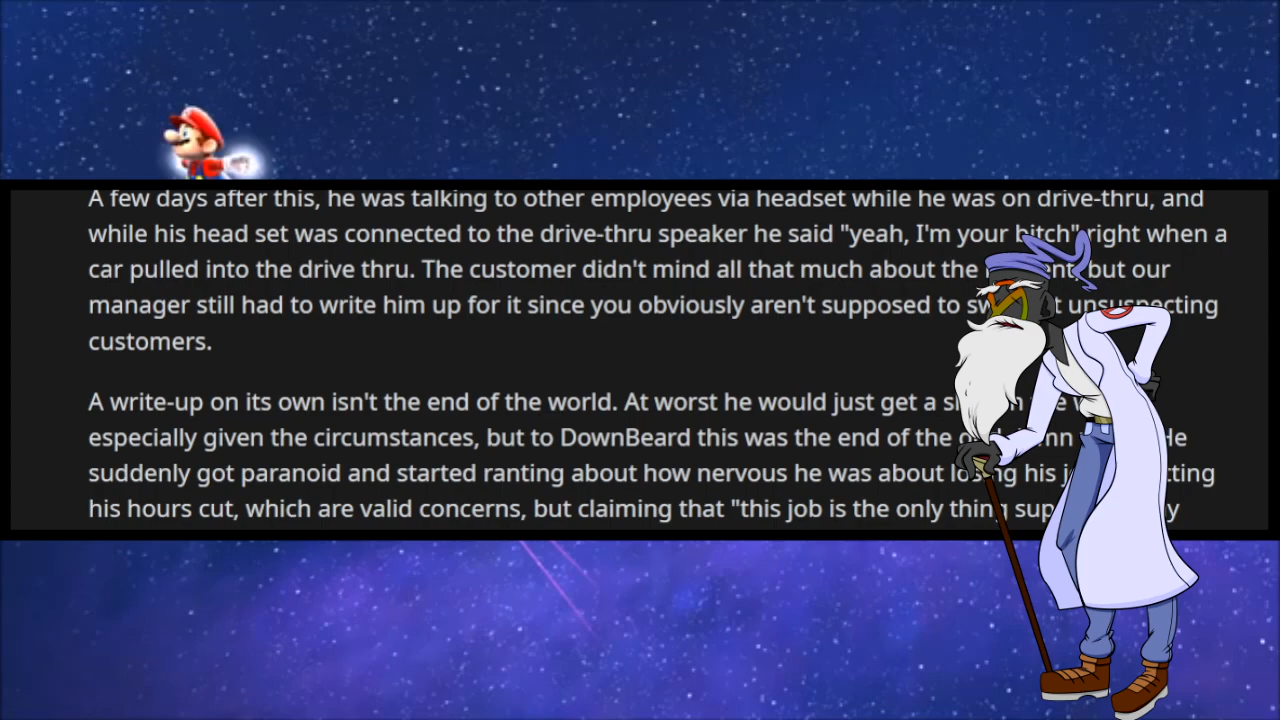 A few days after this, he was talking to other employees via headset while he was on drive-thru, and
while his head set was connected to the drive-thru speaker he said "yeah, I'm your bitch" right when a
car pulled into the drive thru. The customer didn't mind all that much about the but our
manager still had to write him up for it since you obviously aren't supposed to unsuspecting
customers.
A write-up on its own isn't the end of the world. At worst he would just get a
especially given the circumstances, but to DownBeard this was the end of the He
suddenly got paranoid and started ranting about how nervous he was about losing his
his hours cut, which are valid concerns, but claiming that "this job is the only thing